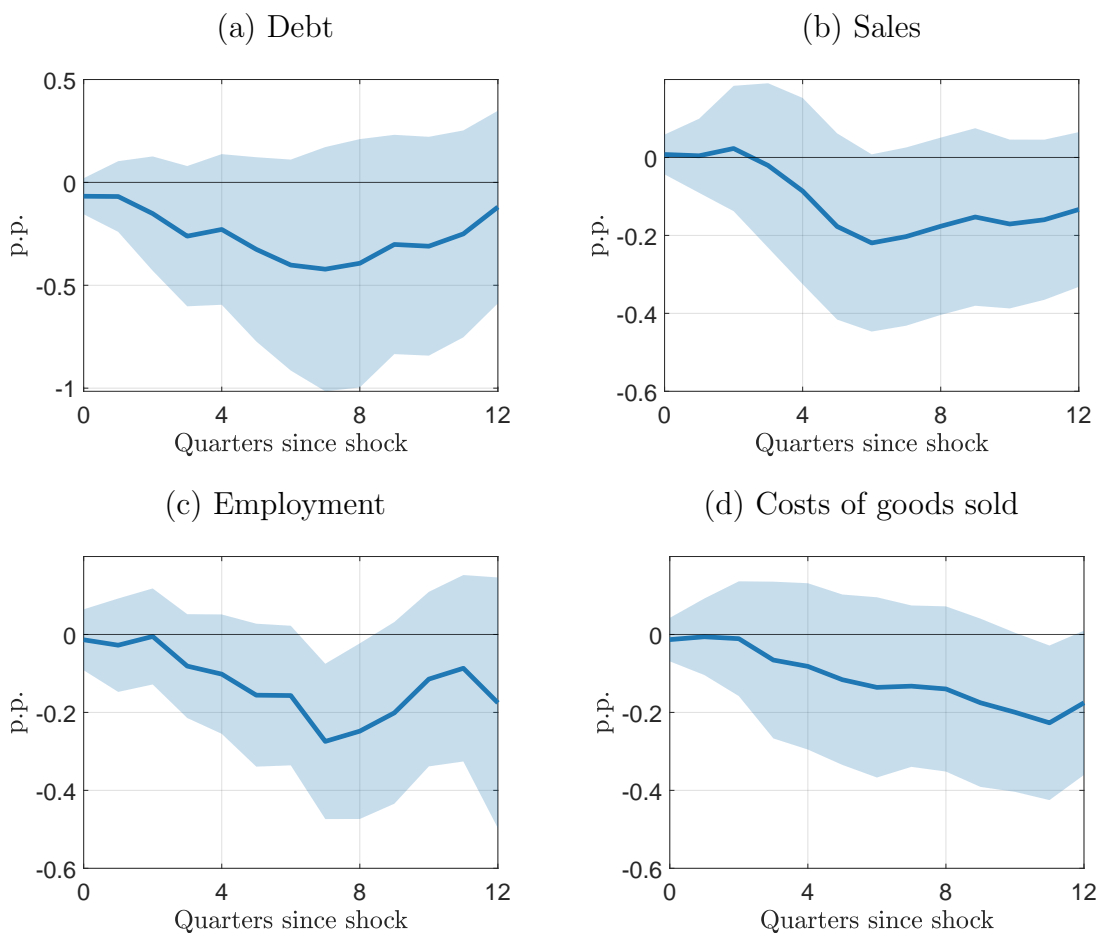 (a) Debt
0.5
0
-0.5
-1
p.p.
0 4 8 12
Quarters since shock
(b) Sales
0
-0.2
-0.4
-0.6
p.p.
0 4 8 12
Quarters since shock
(c) Employment
0
-0.2
-0.4
-0.6
p.p.
0 4 8 12
Quarters since shock
(d) Costs of goods sold
0
-0.2
-0.4
-0.6
p.p.
0 4 8 12
Quarters since shock